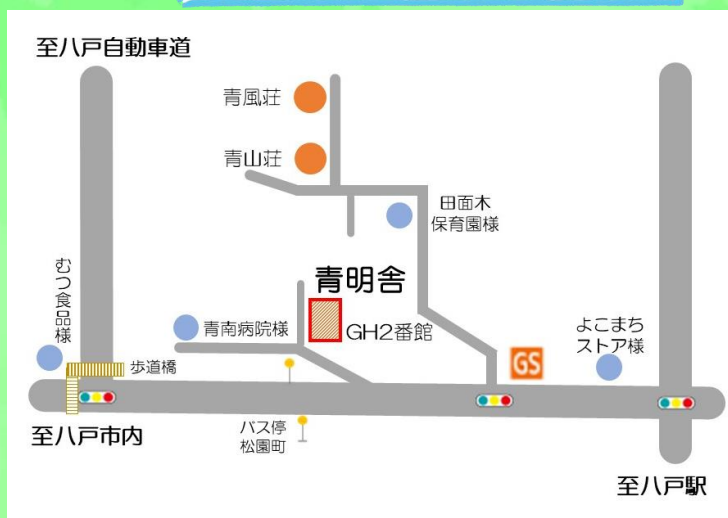 至八戸自動車道
青風荘
青山荘
田面木
保育園様
青明舎
むつ食品様
青南病院様
GH2番館
よこまち
ストア様
GS
歩道橋
バス停
松園町
至八戸市内
至八戸駅